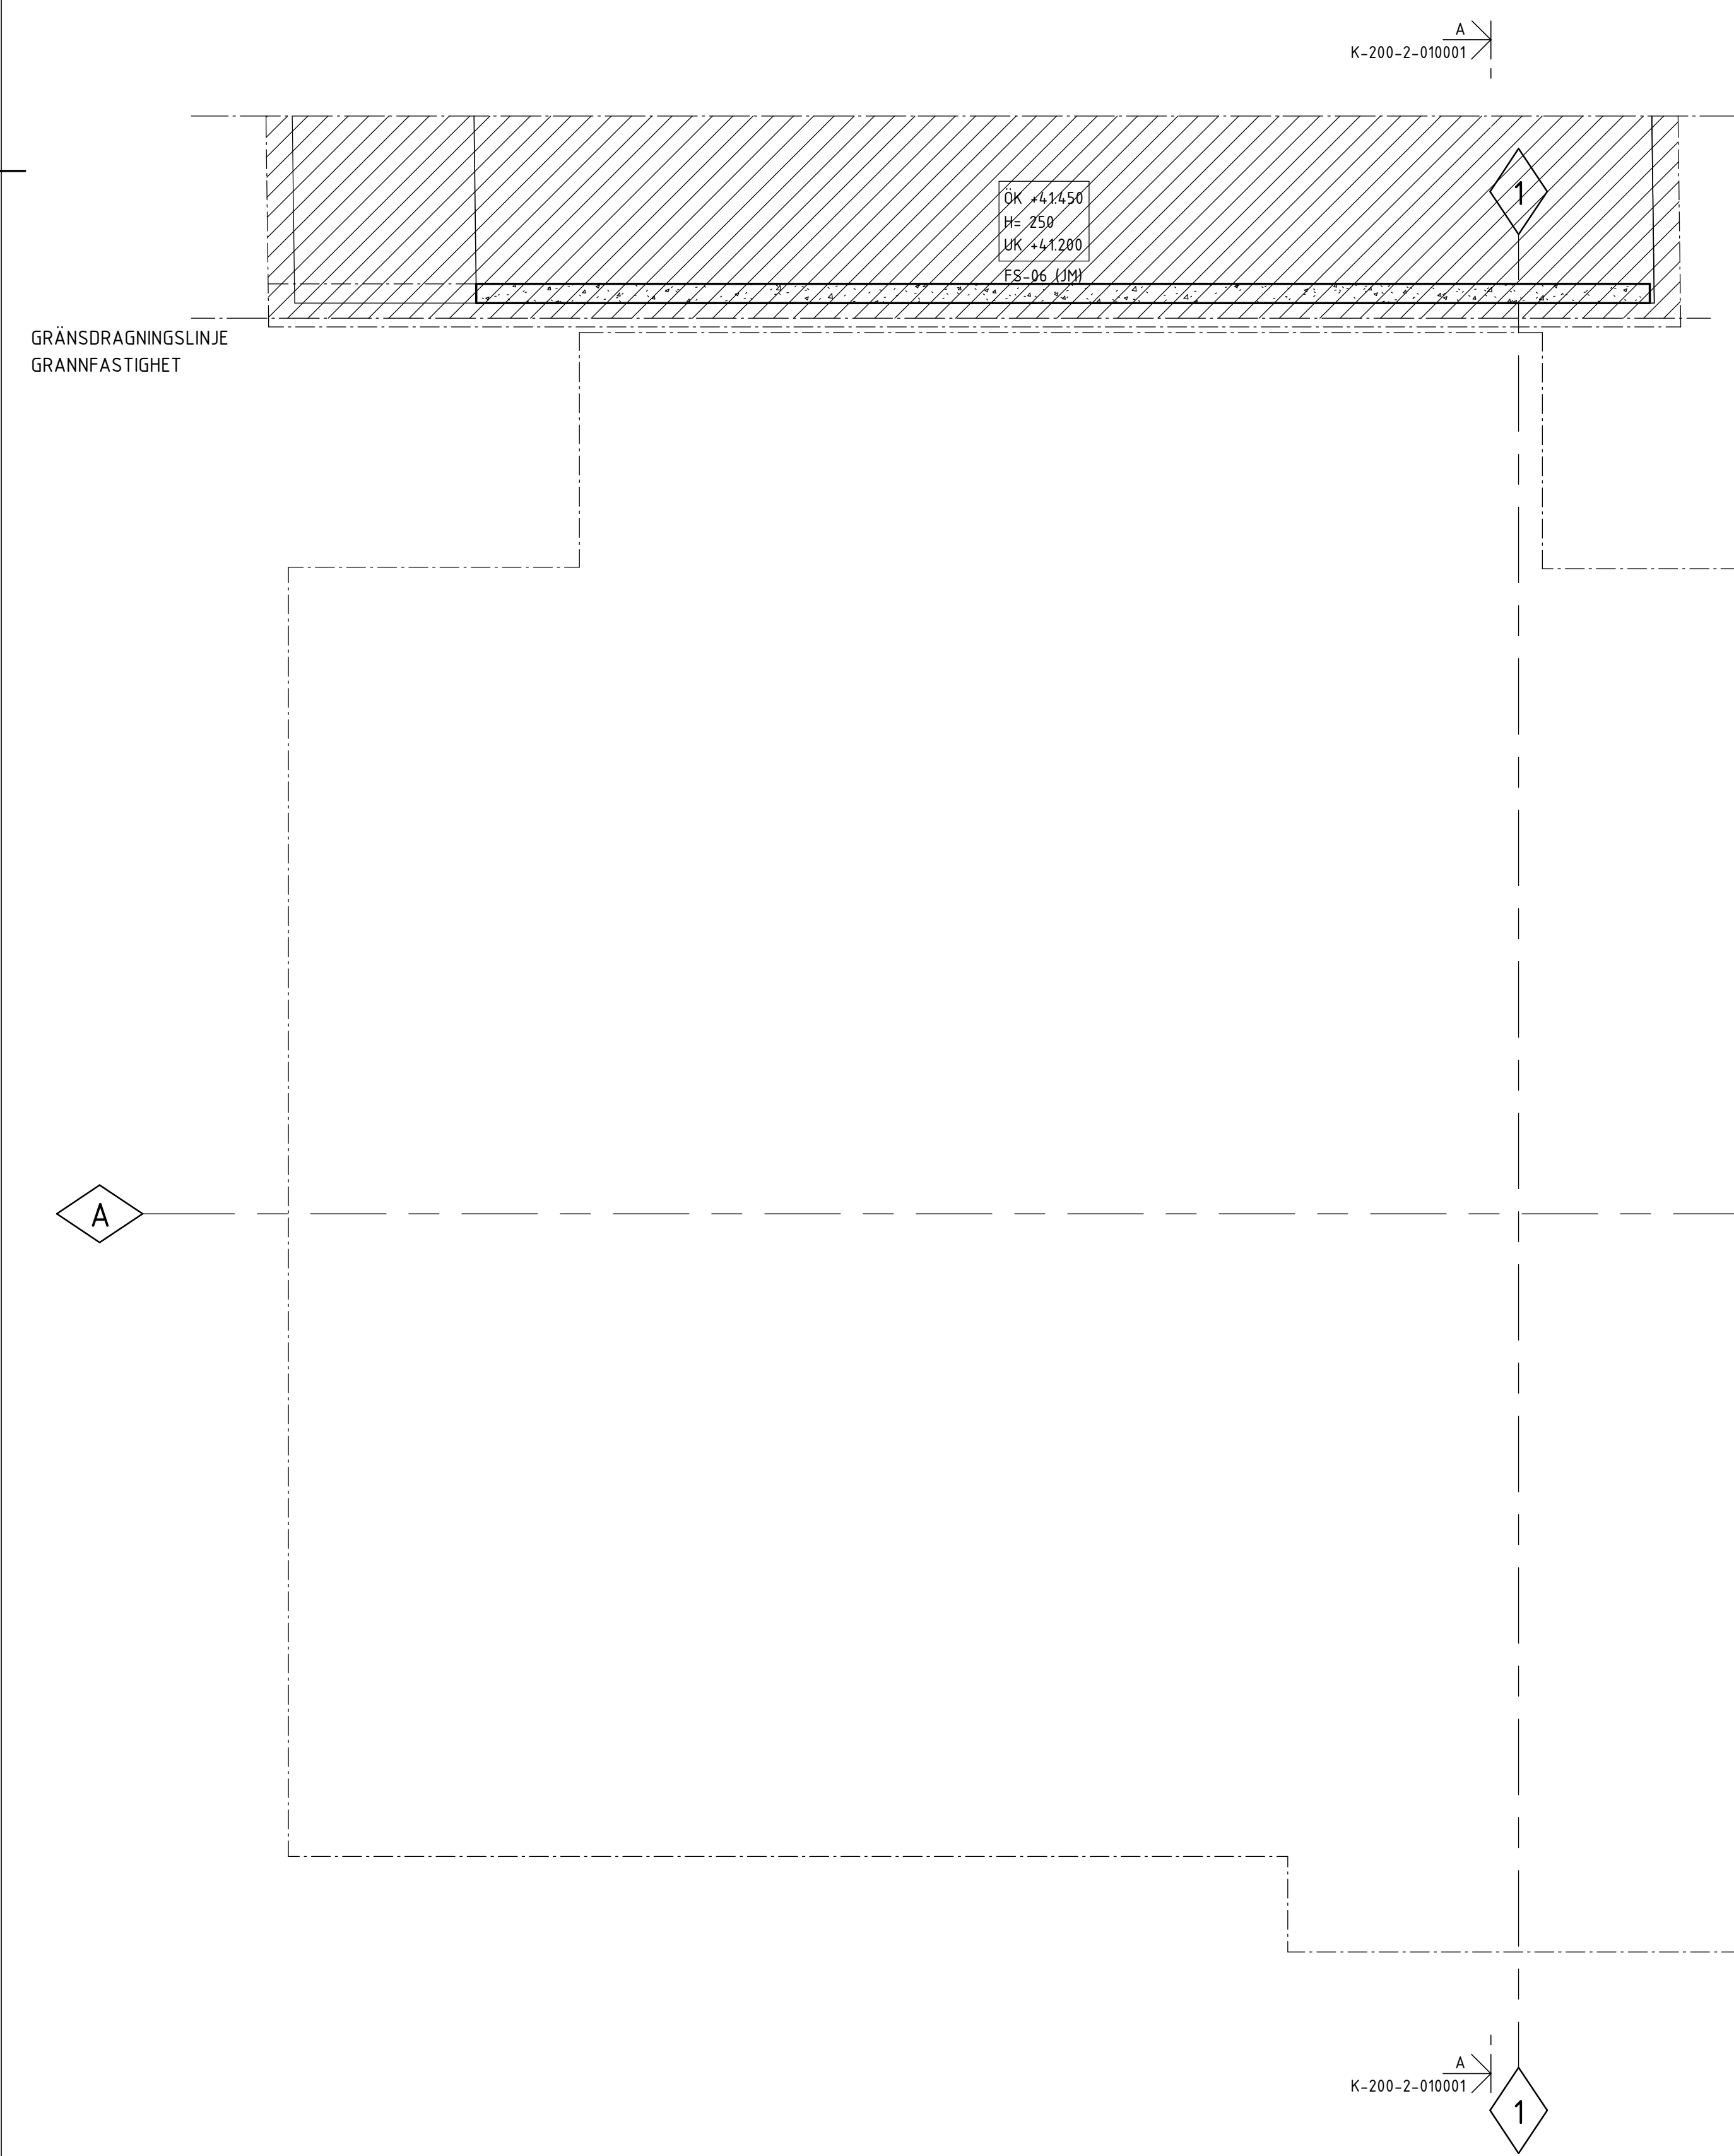 A
K-200-2-010001
1
ÖK +41.450
H= 250
UK +41.200
FS-06 (JM)
GRÄNSDRAGNINGSLINJE
GRANNFASTIGHET
A
A
K-200-2-010001
1